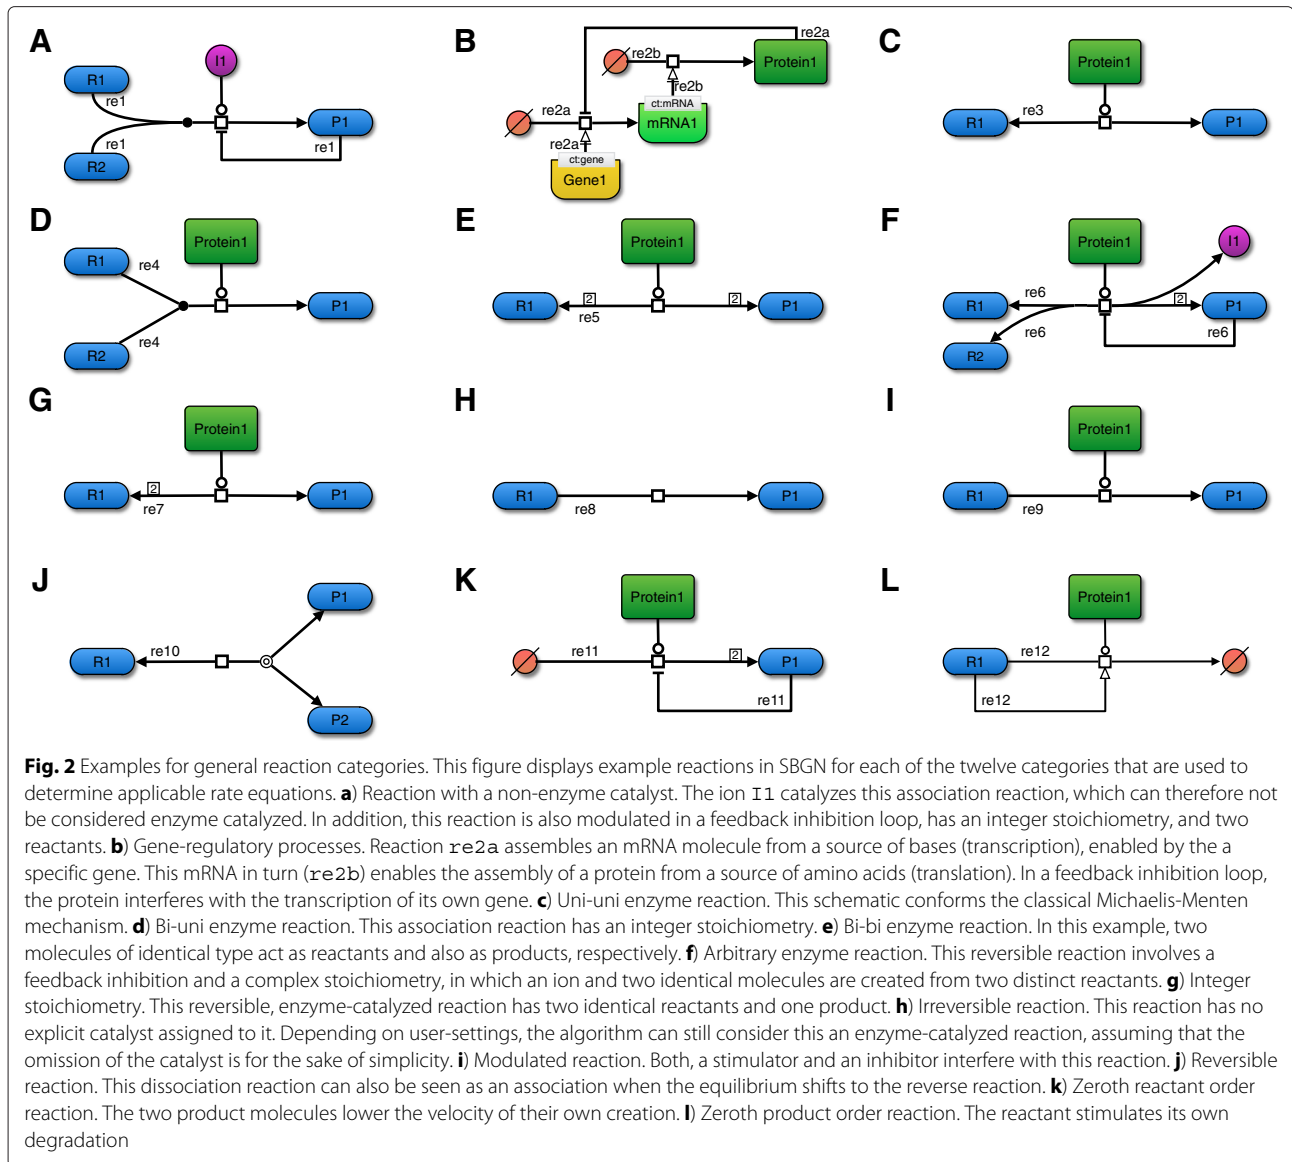 A
I1
R1
re1
P1
re1
re1
R2
B
re2a
re2b
Protein1
re2b
ct:mRNA
re2a
mRNA1
re2a
ct:gene
Gene1
C
Protein1
re3
R1
P1
D
Protein1
R1
re4
P1
re4
R2
E
Protein1
2
2
R1
P1
re5
F
Protein1
I1
re6
2
R1
P1
re6
re6
R2
G
Protein1
2
R1
P1
re7
H
R1
P1
re8
I
Protein1
R1
P1
re9
J
P1
re10
R1
P2
K
Protein1
re11
2
P1
re11
L
Protein1
re12
R1
re12
Fig. 2 Examples for general reaction categories. This figure displays example reactions in SBGN for each of the twelve categories that are used to
determine applicable rate equations. a) Reaction with a non-enzyme catalyst. The ion I1 catalyzes this association reaction, which can therefore not
be considered enzyme catalyzed. In addition, this reaction is also modulated in a feedback inhibition loop, has an integer stoichiometry, and two
reactants. b) Gene-regulatory processes. Reaction re2a assembles an mRNA molecule from a source of bases (transcription), enabled by the a
specific gene. This mRNA in turn (re2b) enables the assembly of a protein from a source of amino acids (translation). In a feedback inhibition loop,
the protein interferes with the transcription of its own gene. c) Uni-uni enzyme reaction. This schematic conforms the classical Michaelis-Menten
mechanism. d) Bi-uni enzyme reaction. This association reaction has an integer stoichiometry. e) Bi-bi enzyme reaction. In this example, two
molecules of identical type act as reactants and also as products, respectively. f) Arbitrary enzyme reaction. This reversible reaction involves a
feedback inhibition and a complex stoichiometry, in which an ion and two identical molecules are created from two distinct reactants. g) Integer
stoichiometry. This reversible, enzyme-catalyzed reaction has two identical reactants and one product. h) Irreversible reaction. This reaction has no
explicit catalyst assigned to it. Depending on user-settings, the algorithm can still consider this an enzyme-catalyzed reaction, assuming that the
omission of the catalyst is for the sake of simplicity. i) Modulated reaction. Both, a stimulator and an inhibitor interfere with this reaction. j) Reversible
reaction. This dissociation reaction can also be seen as an association when the equilibrium shifts to the reverse reaction. k) Zeroth reactant order
reaction. The two product molecules lower the velocity of their own creation. l) Zeroth product order reaction. The reactant stimulates its own
degradation